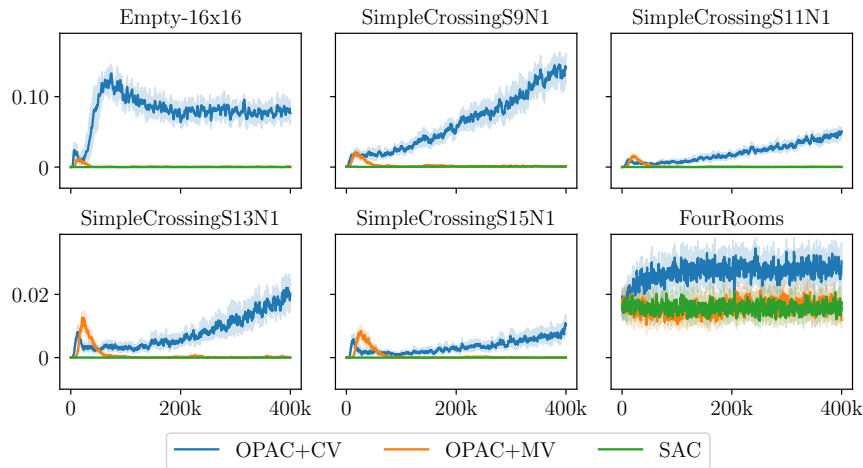 Empty-16x16 SimpleCrossingS9N1 SimpleCrossingS11N1
0.10
0
SimpleCrossingS13N1 SimpleCrossingS15N1 FourRooms
0.02
0
0 200k 400k 0 200k 400k 0 200k 400k
OPAC+CV OPAC+MV SAC